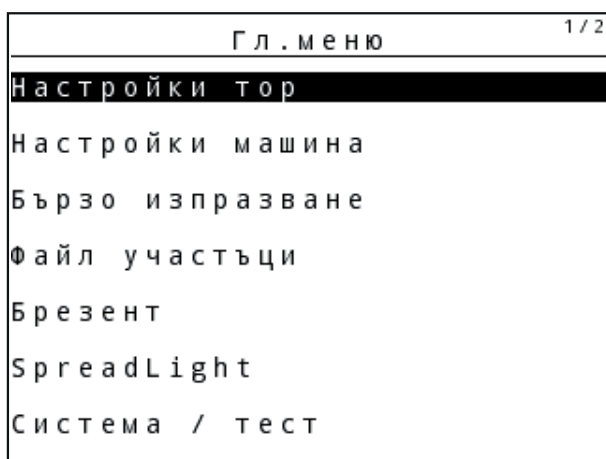 Гл.меню
1/2
Настройки тор
Настройки машина
Бързо изпразване
Файл участъци
Брезент
SpreadLight
Система / тест